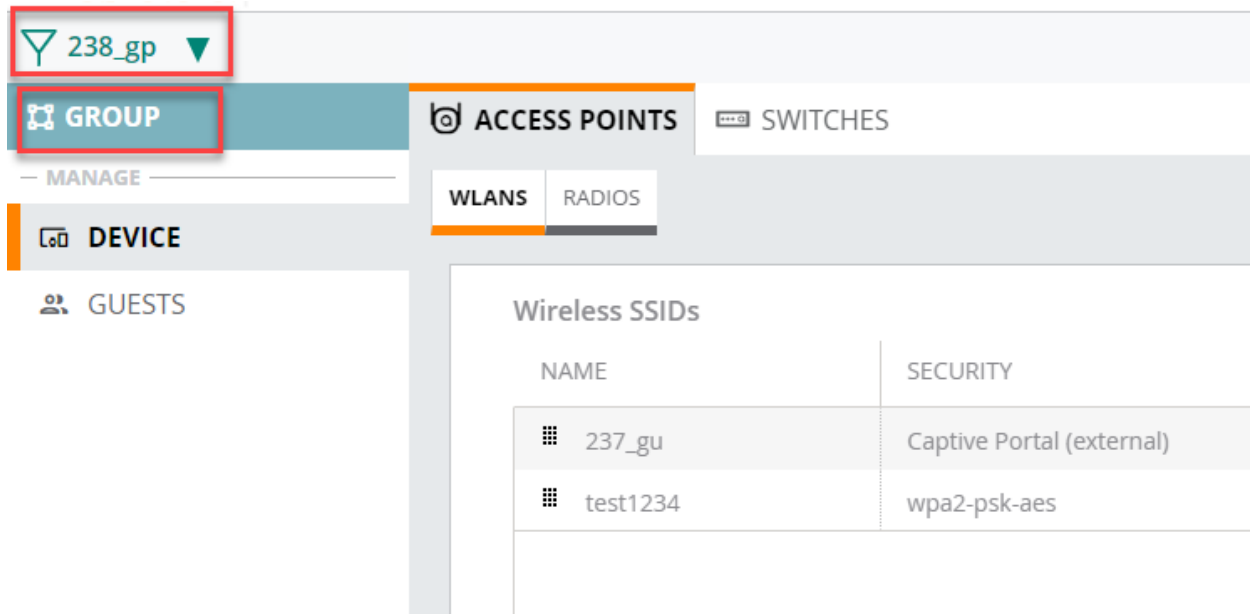 238_gp
GROUP
ACCESS POINTS SWITCHES
MANAGE
WLANS RADIOS
DEVICE
GUESTS
Wireless SSIDs
NAME SECURITY
237_gu Captive Portal (external)
test1234 wpa2-psk-aes